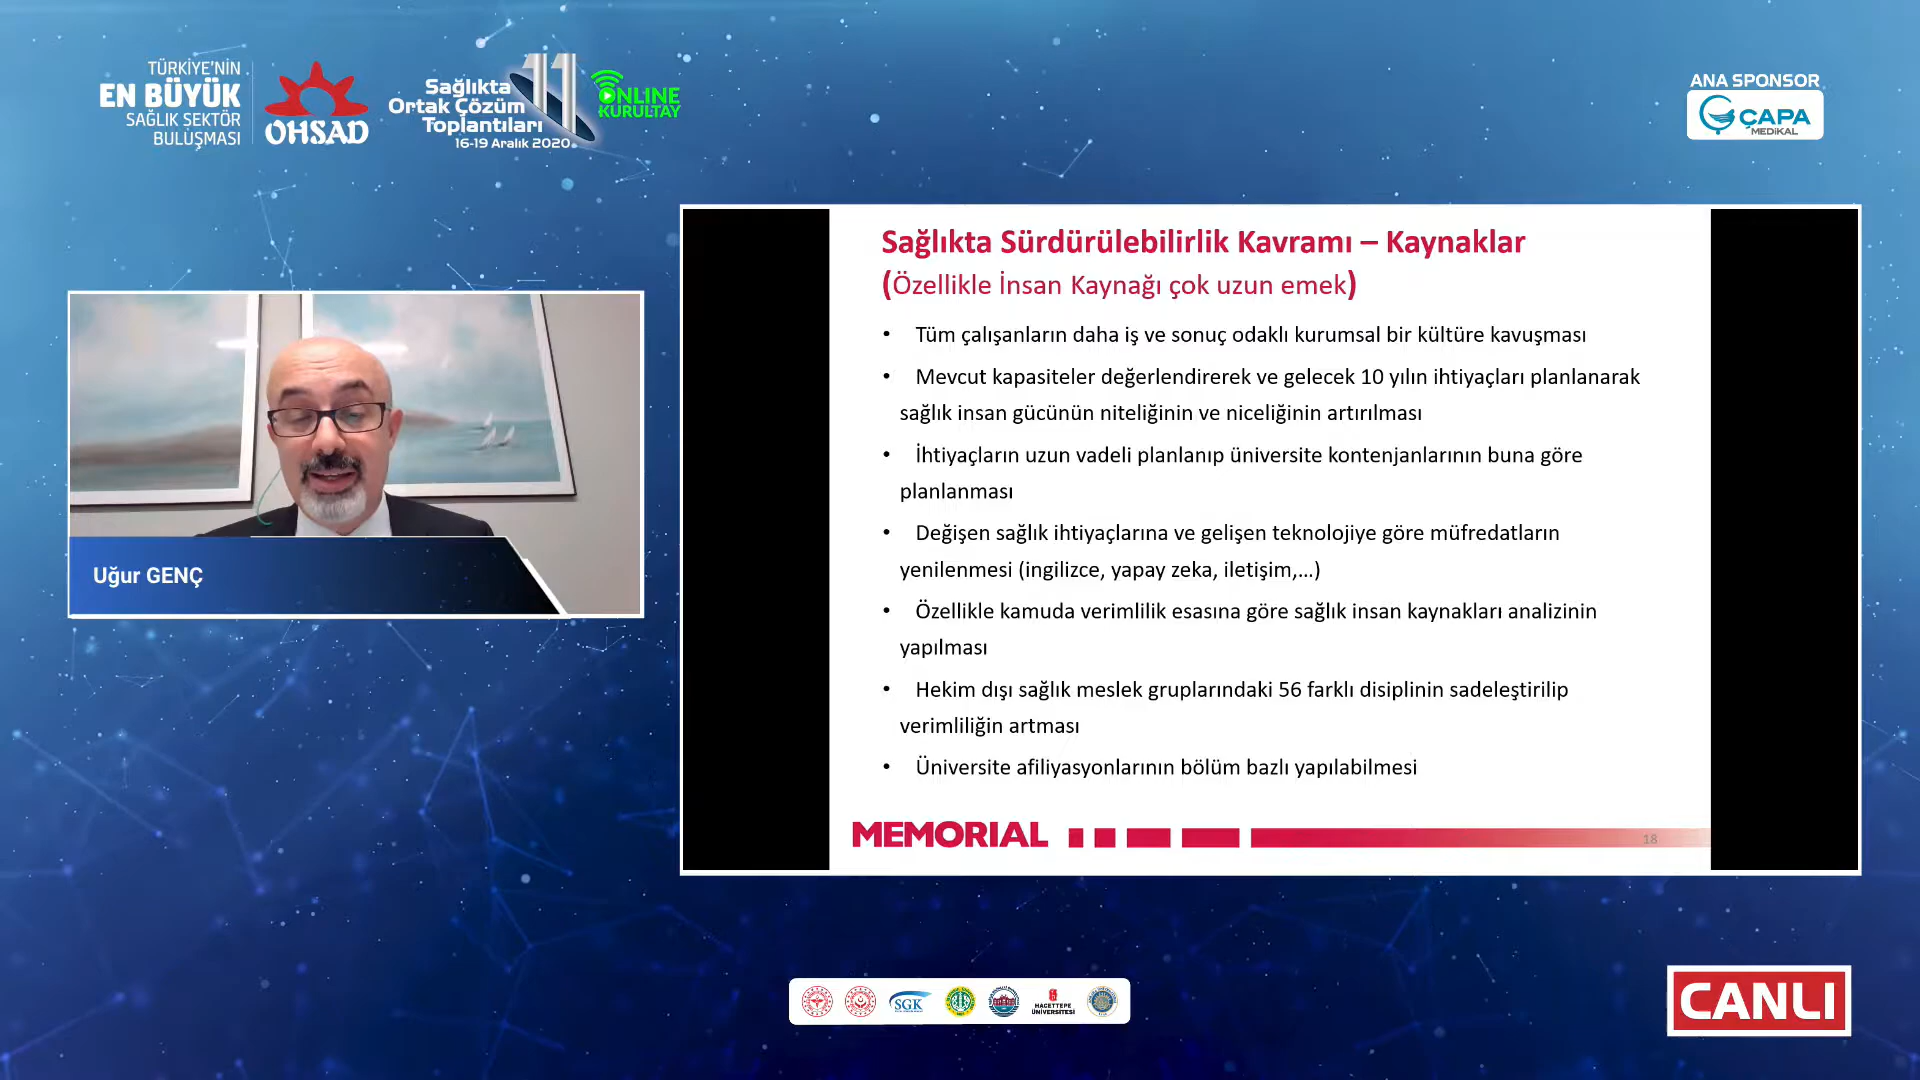 TÜRKİYE'NİN
EN BÜYÜK
SAĞLIK SEKTÖR
BULUŞMASI
OHSAD
Sağlıkta
Ortak Çözüm
Toplantıları
11
16-19 Aralık 2020
ONLINE
KURULTAY
ANA SPONSOR
ÇAPA
MEDİKAL
Uğur GENÇ
Sağlıkta Sürdürülebilirlik Kavramı – Kaynaklar
(Özellikle İnsan Kaynağı çok uzun emek)
• Tüm çalışanların daha iş ve sonuç odaklı kurumsal bir kültüre kavuşması
• Mevcut kapasiteler değerlendirerek ve gelecek 10 yılın ihtiyaçları planlanarak
sağlık insan gücünün niteliğinin ve niceliğinin artırılması
• İhtiyaçların uzun vadeli planlanıp üniversite kontenjanlarının buna göre
planlanması
• Değişen sağlık ihtiyaçlarına ve gelişen teknolojiye göre müfredatların
yenilenmesi (ingilizce, yapay zeka, iletişim,...)
• Özellikle kamuda verimlilik esasına göre sağlık insan kaynakları analizinin
yapılması
• Hekim dışı sağlık meslek gruplarındaki 56 farklı disiplinin sadeleştirilip
verimliliğin artması
• Üniversite afiliyasyonlarının bölüm bazlı yapılabilmesi
MEMORIAL
18
SGK
HACETTEPE
ÜNİVERSİTESİ
CANLI